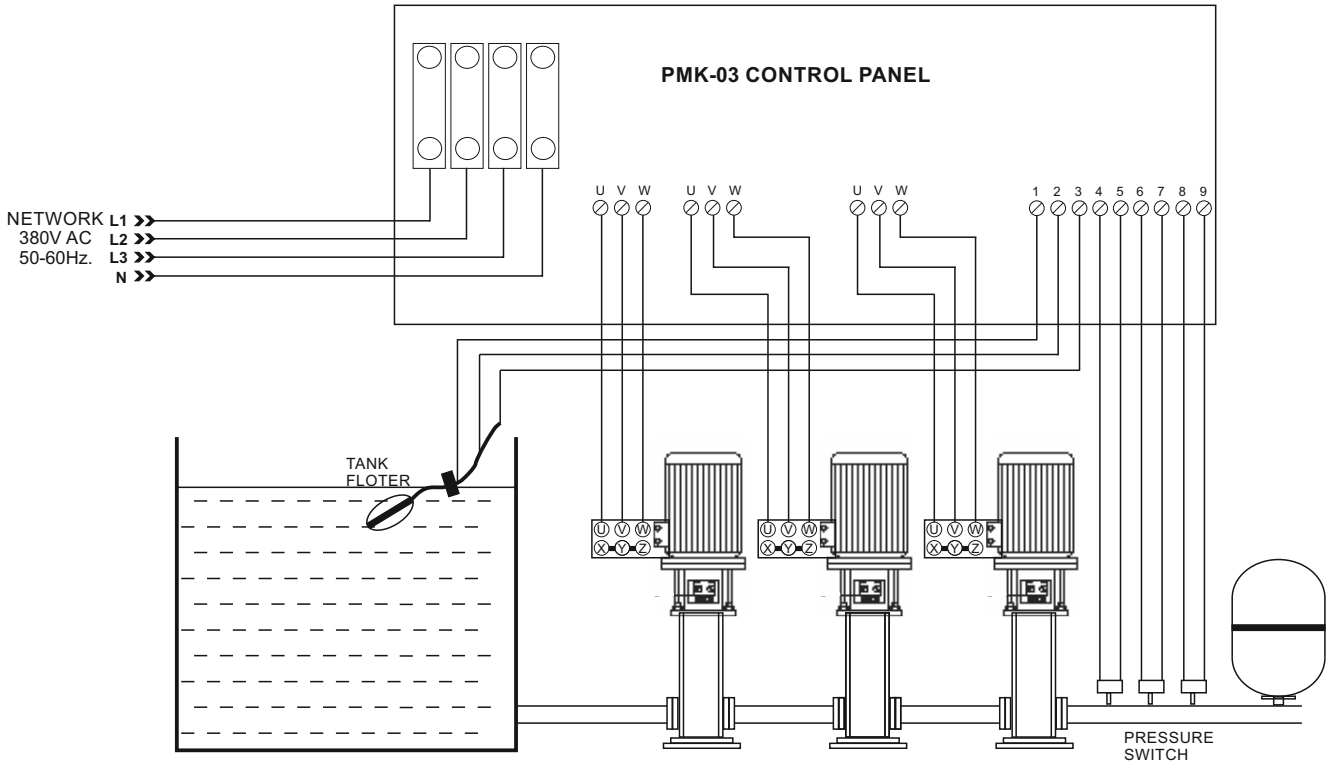 PMK-03 CONTROL PANEL
U V W U V W U V W 1 2 3 4 5 6 7 8 9
NETWORK L1
380V AC L2
50-60Hz. L3
N
TANK
FLOTER
U V W U V W U V W
X Y Z X Y Z X Y Z
PRESSURE
SWITCH